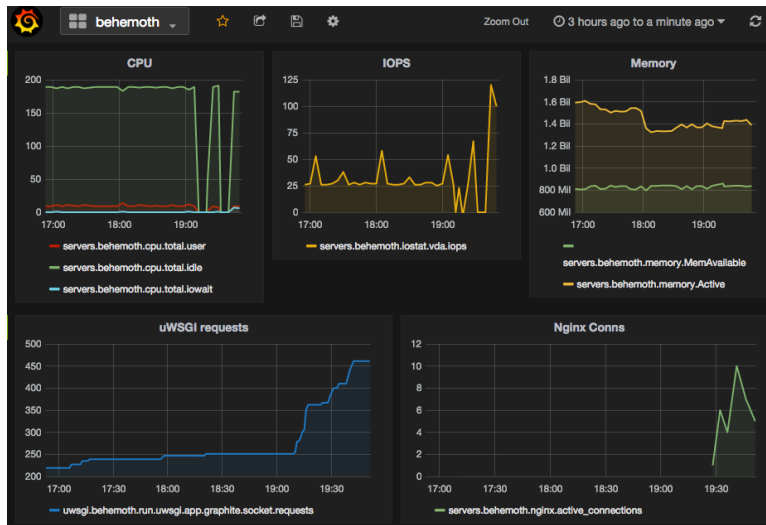 behemoth
Zoom Out
3 hours ago to a minute ago
CPU
200
150
100
50
0
17:00 18:00 19:00
servers.behemoth.cpu.total.user
servers.behemoth.cpu.total.idle
servers.behemoth.cpu.total.iowait
IOPS
125
100
75
50
25
0
17:00 18:00 19:00
servers.behemoth.iostat.vda.iops
Memory
1.8 Bil
1.6 Bil
1.4 Bil
1.2 Bil
1.0 Bil
800 Mil
600 Mil
17:00 18:00 19:00
servers.behemoth.memory.MemAvailable
servers.behemoth.memory.Active
uWSGI requests
500
450
400
350
300
250
200
17:00 17:30 18:00 18:30 19:00 19:30
uwsgi.behemoth.run.uwsgi.app.graphite.socket.requests
Nginx Conns
12
10
8
6
4
2
0
17:00 17:30 18:00 18:30 19:00 19:30
servers.behemoth.nginx.active_connections